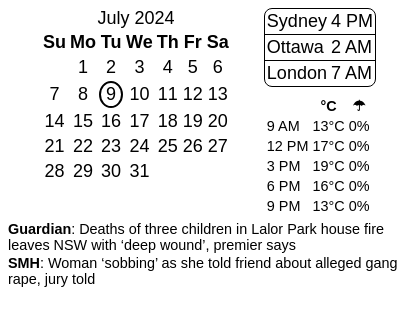 July 2024
Su Mo Tu We Th Fr Sa
1 2 3 4 5 6
7 8 9 10 11 12 13
14 15 16 17 18 19 20
21 22 23 24 25 26 27
28 29 30 31
Sydney 4 PM
Ottawa 2 AM
London 7 AM
°C ☂
9 AM 13°C 0%
12 PM 17°C 0%
3 PM 19°C 0%
6 PM 16°C 0%
9 PM 13°C 0%
Guardian: Deaths of three children in Lalor Park house fire
leaves NSW with ‘deep wound’, premier says
SMH: Woman ‘sobbing’ as she told friend about alleged gang
rape, jury told